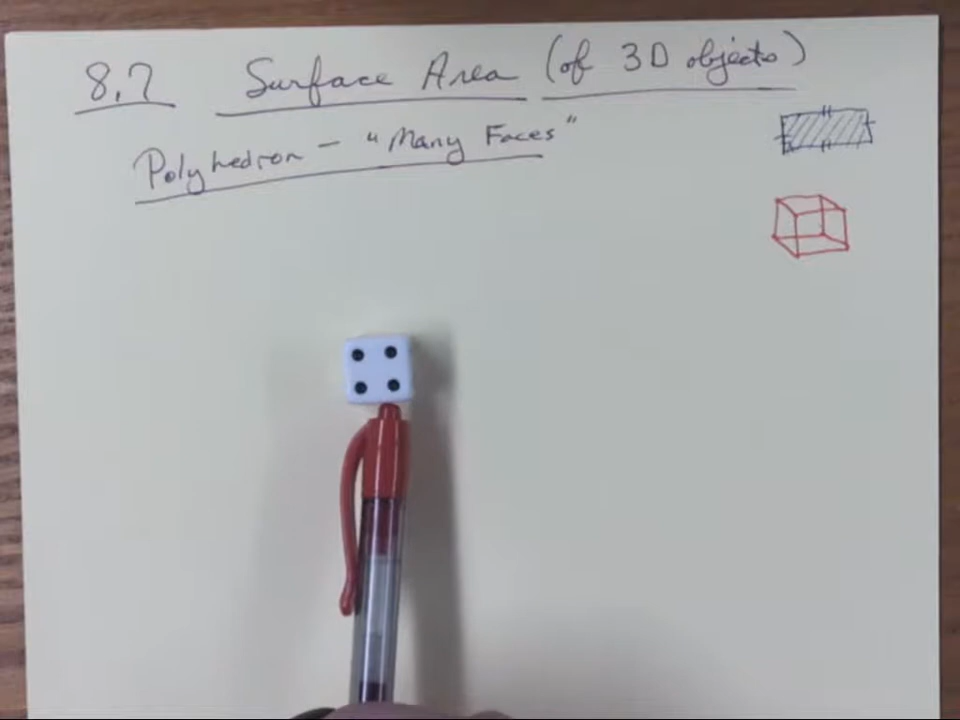 8.7 Surface Area (of 3D objects)
Polyhedron - "Many Faces"